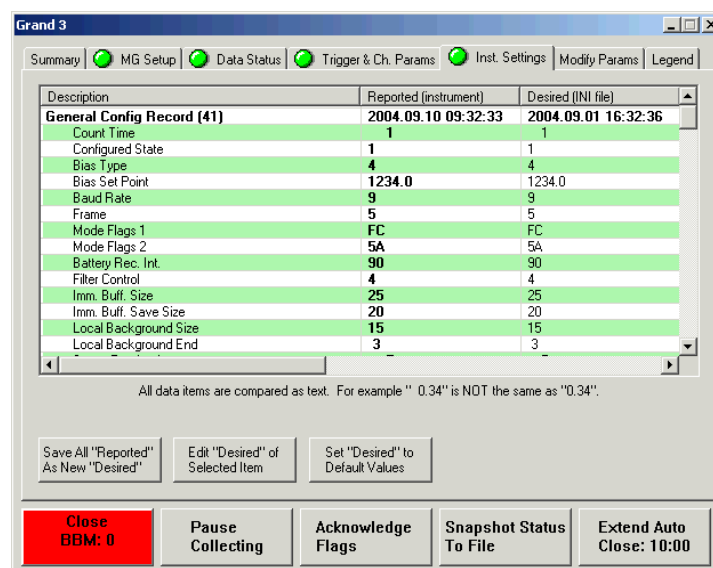 Grand 3
Summary MG Setup Data Status Trigger & Ch. Params Inst. Settings Modify Params Legend
Description Reported (instrument) Desired (INI file)
General Config Record (41) 2004.09.10 09:32:33 2004.09.01 16:32:36
Count Time 1 1
Configured State 1 1
Bias Type 4 4
Bias Set Point 1234.0 1234.0
Baud Rate 9 9
Frame 5 5
Mode Flags 1 FC FC
Mode Flags 2 5A 5A
Battery Rec. Int. 90 90
Filter Control 4 4
Imm. Buff. Size 25 25
Imm. Buff. Save Size 20 20
Local Background Size 15 15
Local Background End 3 3
All data items are compared as text. For example "  0.34" is NOT the same as "0.34".
Save All "Reported" As New "Desired"
Edit "Desired" of Selected Item
Set "Desired" to Default Values
Close BBM: 0
Pause Collecting
Acknowledge Flags
Snapshot Status To File
Extend Auto Close: 10:00